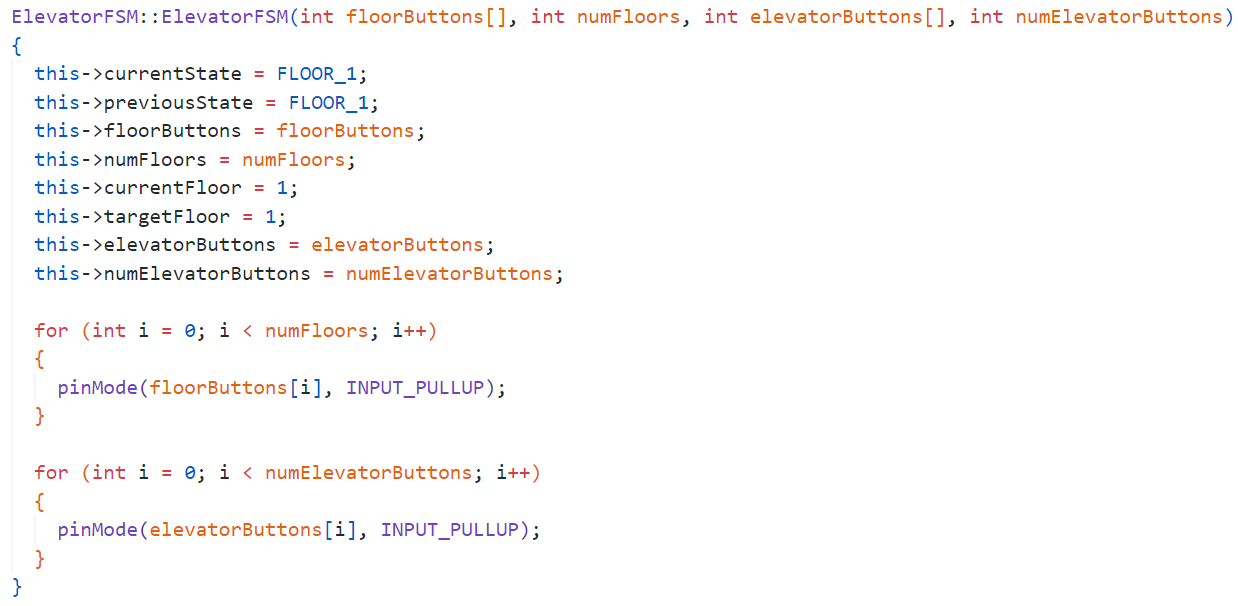 ElevatorFSM::ElevatorFSM(int floorButtons[], int numFloors, int elevatorButtons[], int numElevatorButtons)
{
  this->currentState = FLOOR_1;
  this->previousState = FLOOR_1;
  this->floorButtons = floorButtons;
  this->numFloors = numFloors;
  this->currentFloor = 1;
  this->targetFloor = 1;
  this->elevatorButtons = elevatorButtons;
  this->numElevatorButtons = numElevatorButtons;

  for (int i = 0; i < numFloors; i++)
  {
    pinMode(floorButtons[i], INPUT_PULLUP);
  }

  for (int i = 0; i < numElevatorButtons; i++)
  {
    pinMode(elevatorButtons[i], INPUT_PULLUP);
  }
}